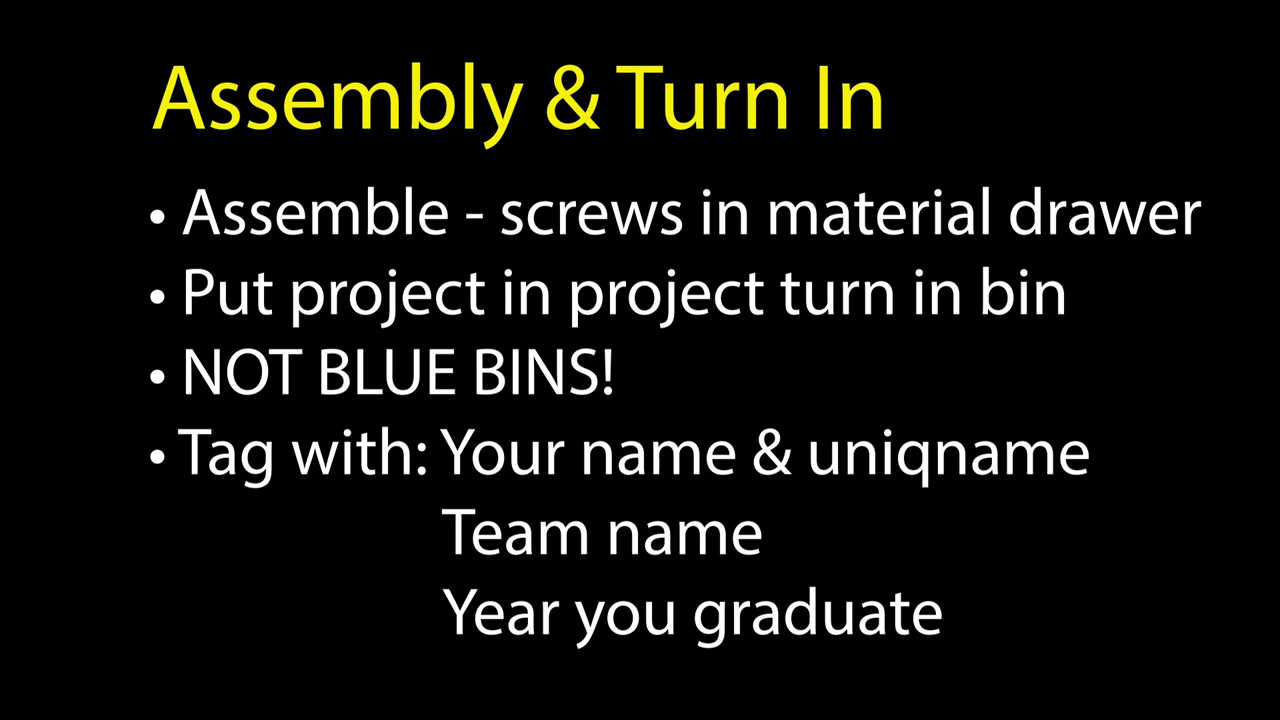 Assembly & Turn In
• Assemble - screws in material drawer
• Put project in project turn in bin
• NOT BLUE BINS!
• Tag with: Your name & uniqname
Team name
Year you graduate